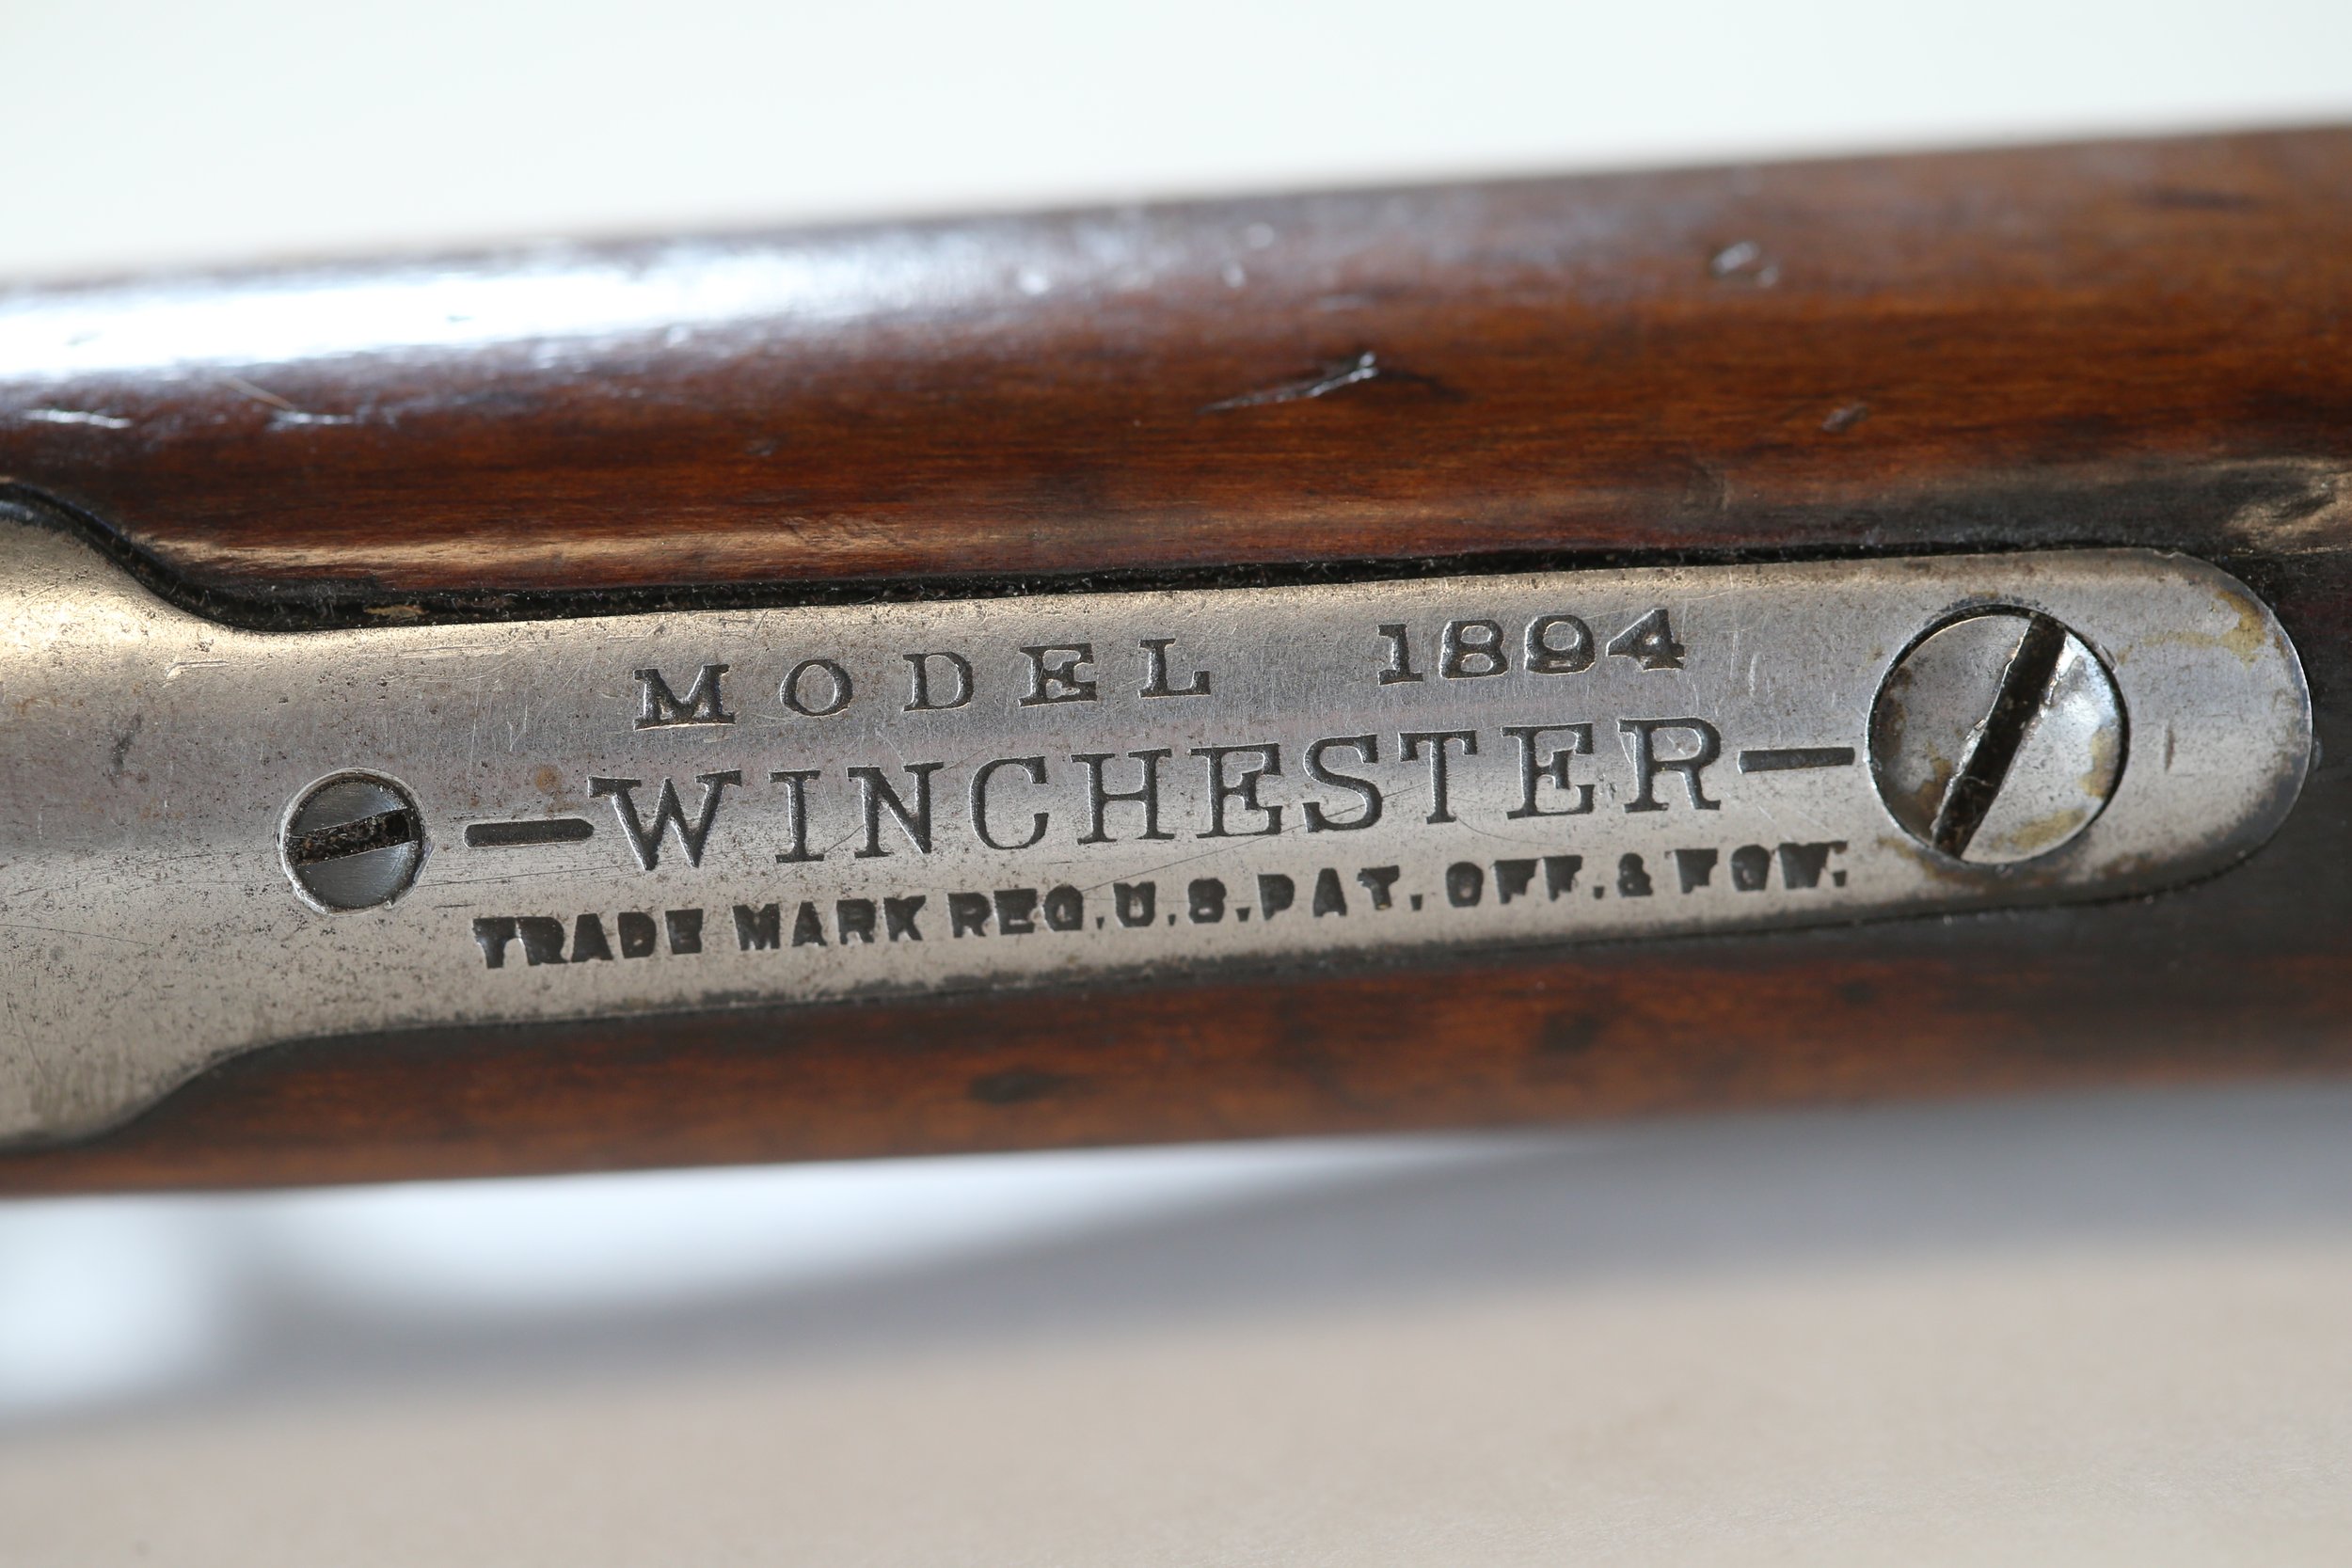 MODEL 1894
–WINCHESTER–
TRADE MARK REG. U.S. PAT. OFF. & FGN.